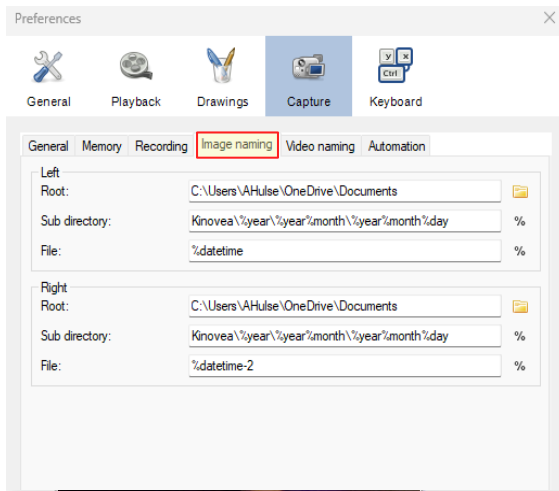 Preferences
y x
Ctrl
General Playback Drawings Capture Keyboard
General Memory Recording Image naming Video naming Automation
Left
Root: C:\Users\AHulse\OneDrive\Documents
Sub directory: Kinovea\%year\%year%month\%year%month%day %
File: %datetime %
Right
Root: C:\Users\AHulse\OneDrive\Documents
Sub directory: Kinovea\%year\%year%month\%year%month%day %
File: %datetime-2 %